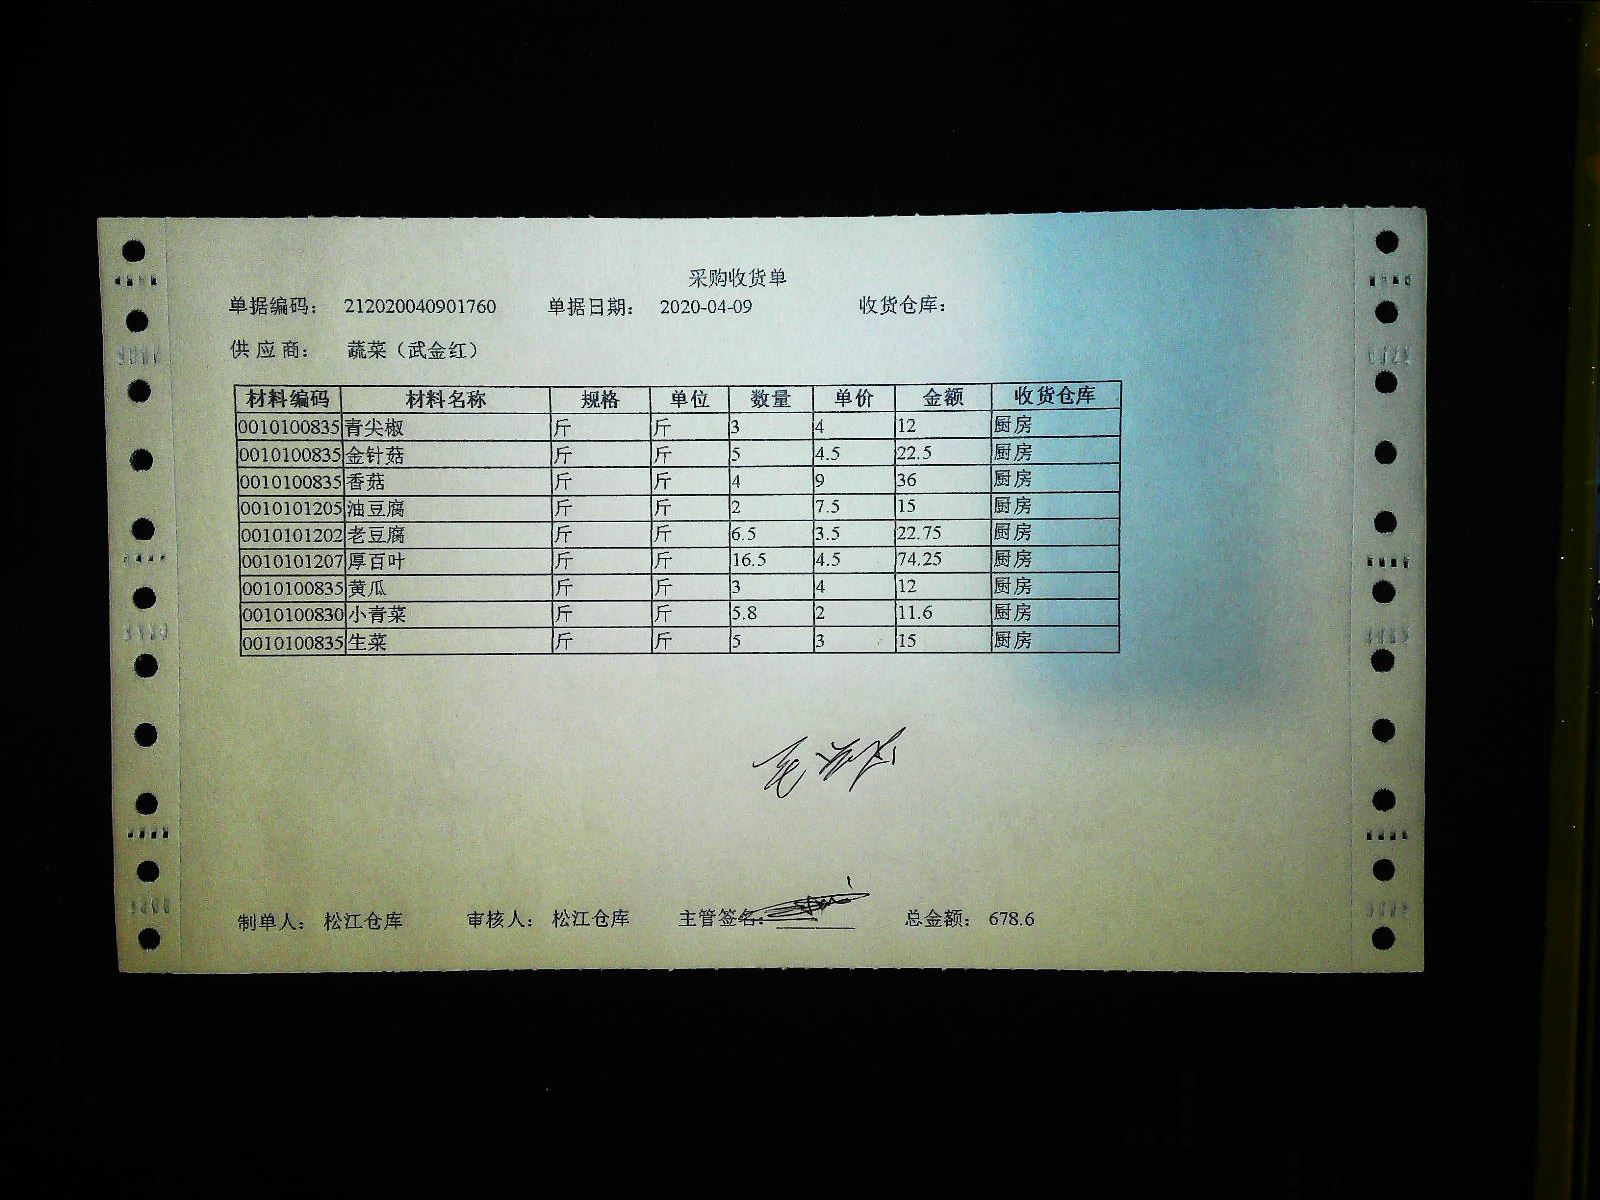 采购收货单
单据编码： 212020040901760 单据日期： 2020-04-09 收货仓库：
供应商： 蔬菜（武金红）
材料编码 材料名称 规格 单位 数量 单价 金额 收货仓库
0010100835 青尖椒 斤 斤 3 4 12 厨房
0010100835 金针菇 斤 斤 5 4.5 22.5 厨房
0010100835 香菇 斤 斤 4 9 36 厨房
0010101205 油豆腐 斤 斤 2 7.5 15 厨房
0010101202 老豆腐 斤 斤 6.5 3.5 22.75 厨房
0010101207 厚百叶 斤 斤 16.5 4.5 74.25 厨房
0010100835 黄瓜 斤 斤 3 4 12 厨房
0010100830 小青菜 斤 斤 5.8 2 11.6 厨房
0010100835 生菜 斤 斤 5 3 15 厨房
制单人： 松江仓库 审核人： 松江仓库 主管签名： 总金额： 678.6